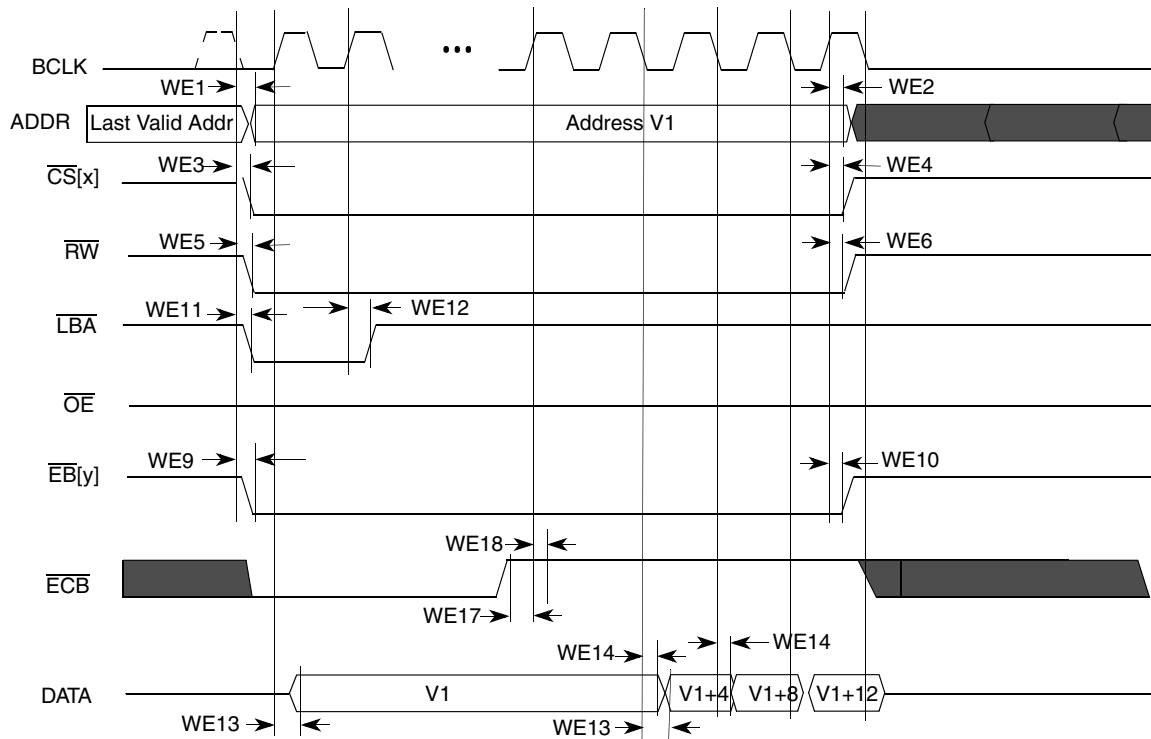 BCLK
•••
WE1
WE2
ADDR
Last Valid Addr
Address V1
WE3
WE4
CS[x]
WE5
WE6
RW
WE11
WE12
LBA
OE
WE9
WE10
EB[y]
WE18
ECB
WE17
WE14
WE14
DATA
V1
V1+4
V1+8
V1+12
WE13
WE13